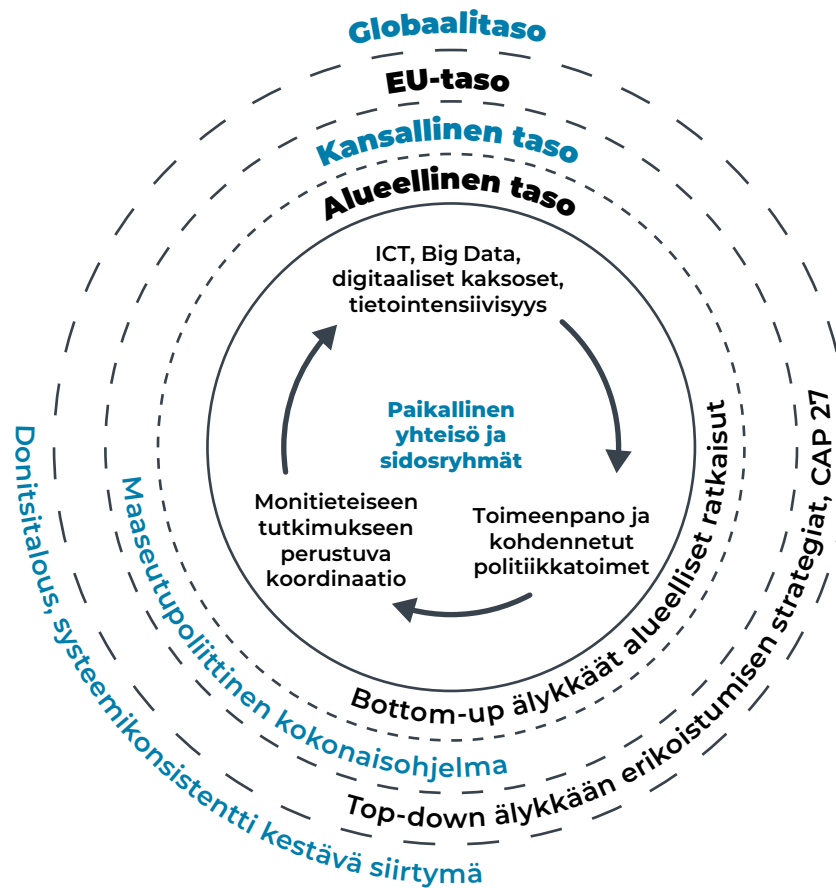 Globaalitaso
EU-taso
Kansallinen taso
Alueellinen taso
ICT, Big Data,
digitaaliset kaksoset,
tietointensiivisyys
Paikallinen
yhteisö ja
sidosryhmät
Monitieteiseen
tutkimukseen
perustuva
koordinaatio
Toimeenpano ja
kohdennetut
politiikkatoimet
Bottom-up älykkäät alueelliset ratkaisut
Maaseutupoliittinen kokonaisohjelma
Top-down älykkään erikoistumisen strategiat, CAP 27
Donitsitalous, systeemikonsistentti kestävä siirtymä